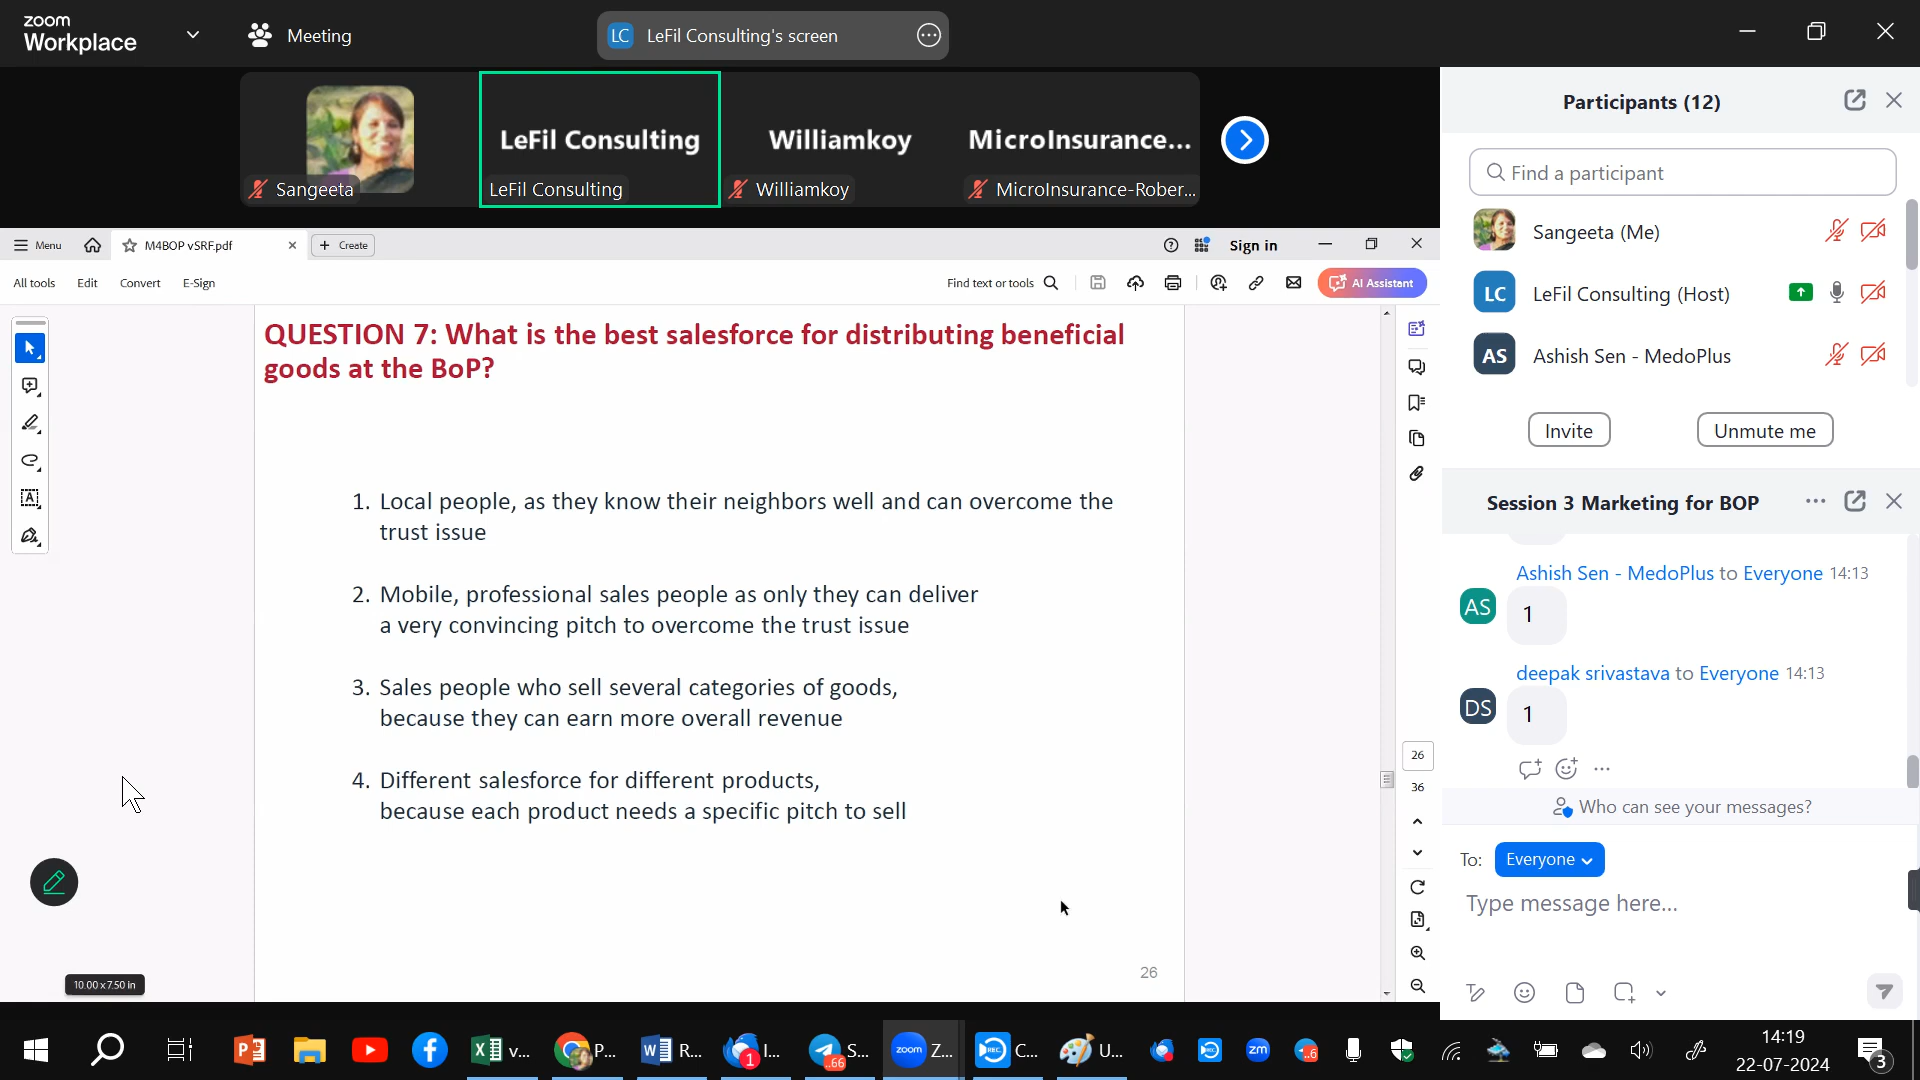 zoom
Workplace
Meeting
LC LeFil Consulting's screen
LeFil Consulting
Williamkoy
MicroInsurance...
Sangeeta
LeFil Consulting
Williamkoy
MicroInsurance-Rober...
Menu
M4BOP vSRF.pdf
+ Create
Sign in
All tools
Edit
Convert
E-Sign
Find text or tools
AI Assistant
QUESTION 7: What is the best salesforce for distributing beneficial
goods at the BoP?
1. Local people, as they know their neighbors well and can overcome the
trust issue
2. Mobile, professional sales people as only they can deliver
a very convincing pitch to overcome the trust issue
3. Sales people who sell several categories of goods,
because they can earn more overall revenue
4. Different salesforce for different products,
because each product needs a specific pitch to sell
26
10.00 x 7.50 in
26
36
Participants (12)
Find a participant
Sangeeta (Me)
LC LeFil Consulting (Host)
AS Ashish Sen - MedoPlus
Invite
Unmute me
Session 3 Marketing for BOP
Ashish Sen - MedoPlus to Everyone 14:13
AS 1
deepak srivastava to Everyone 14:13
DS 1
Who can see your messages?
To: Everyone
Type message here...
v...
P...
R...
1 I...
66 S...
zoom Z...
REC C...
U...
zm
14:19
22-07-2024
3